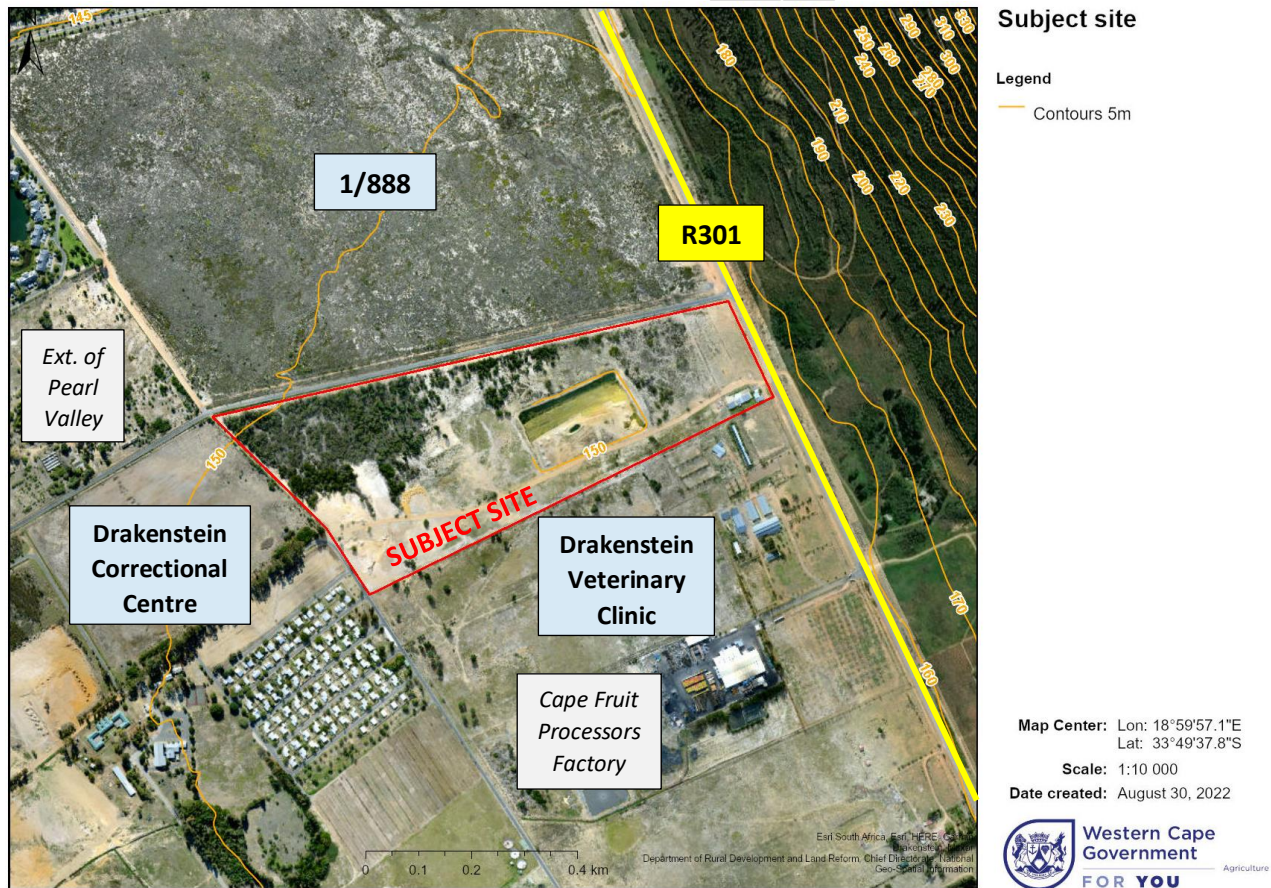 Subject site
Legend
Contours 5m
145
180
250
260
240
290
310
330
300
280
270
210
190
200
220
230
1/888
R301
Ext. of
Pearl
Valley
150
150
SUBJECT SITE
Drakenstein
Correctional
Centre
Drakenstein
Veterinary
Clinic
170
160
Cape Fruit
Processors
Factory
0 0.1 0.2 0.4 km
Esri South Africa, Esri, HERE,
Drakenstein,
Department of Rural Development and Land Reform, Chief Directorate: National
Geo-Spatial Information
Map Center: Lon: 18°59'57.1"E
Lat: 33°49'37.8"S
Scale: 1:10 000
Date created: August 30, 2022
Western Cape
Government
Agriculture
FOR YOU